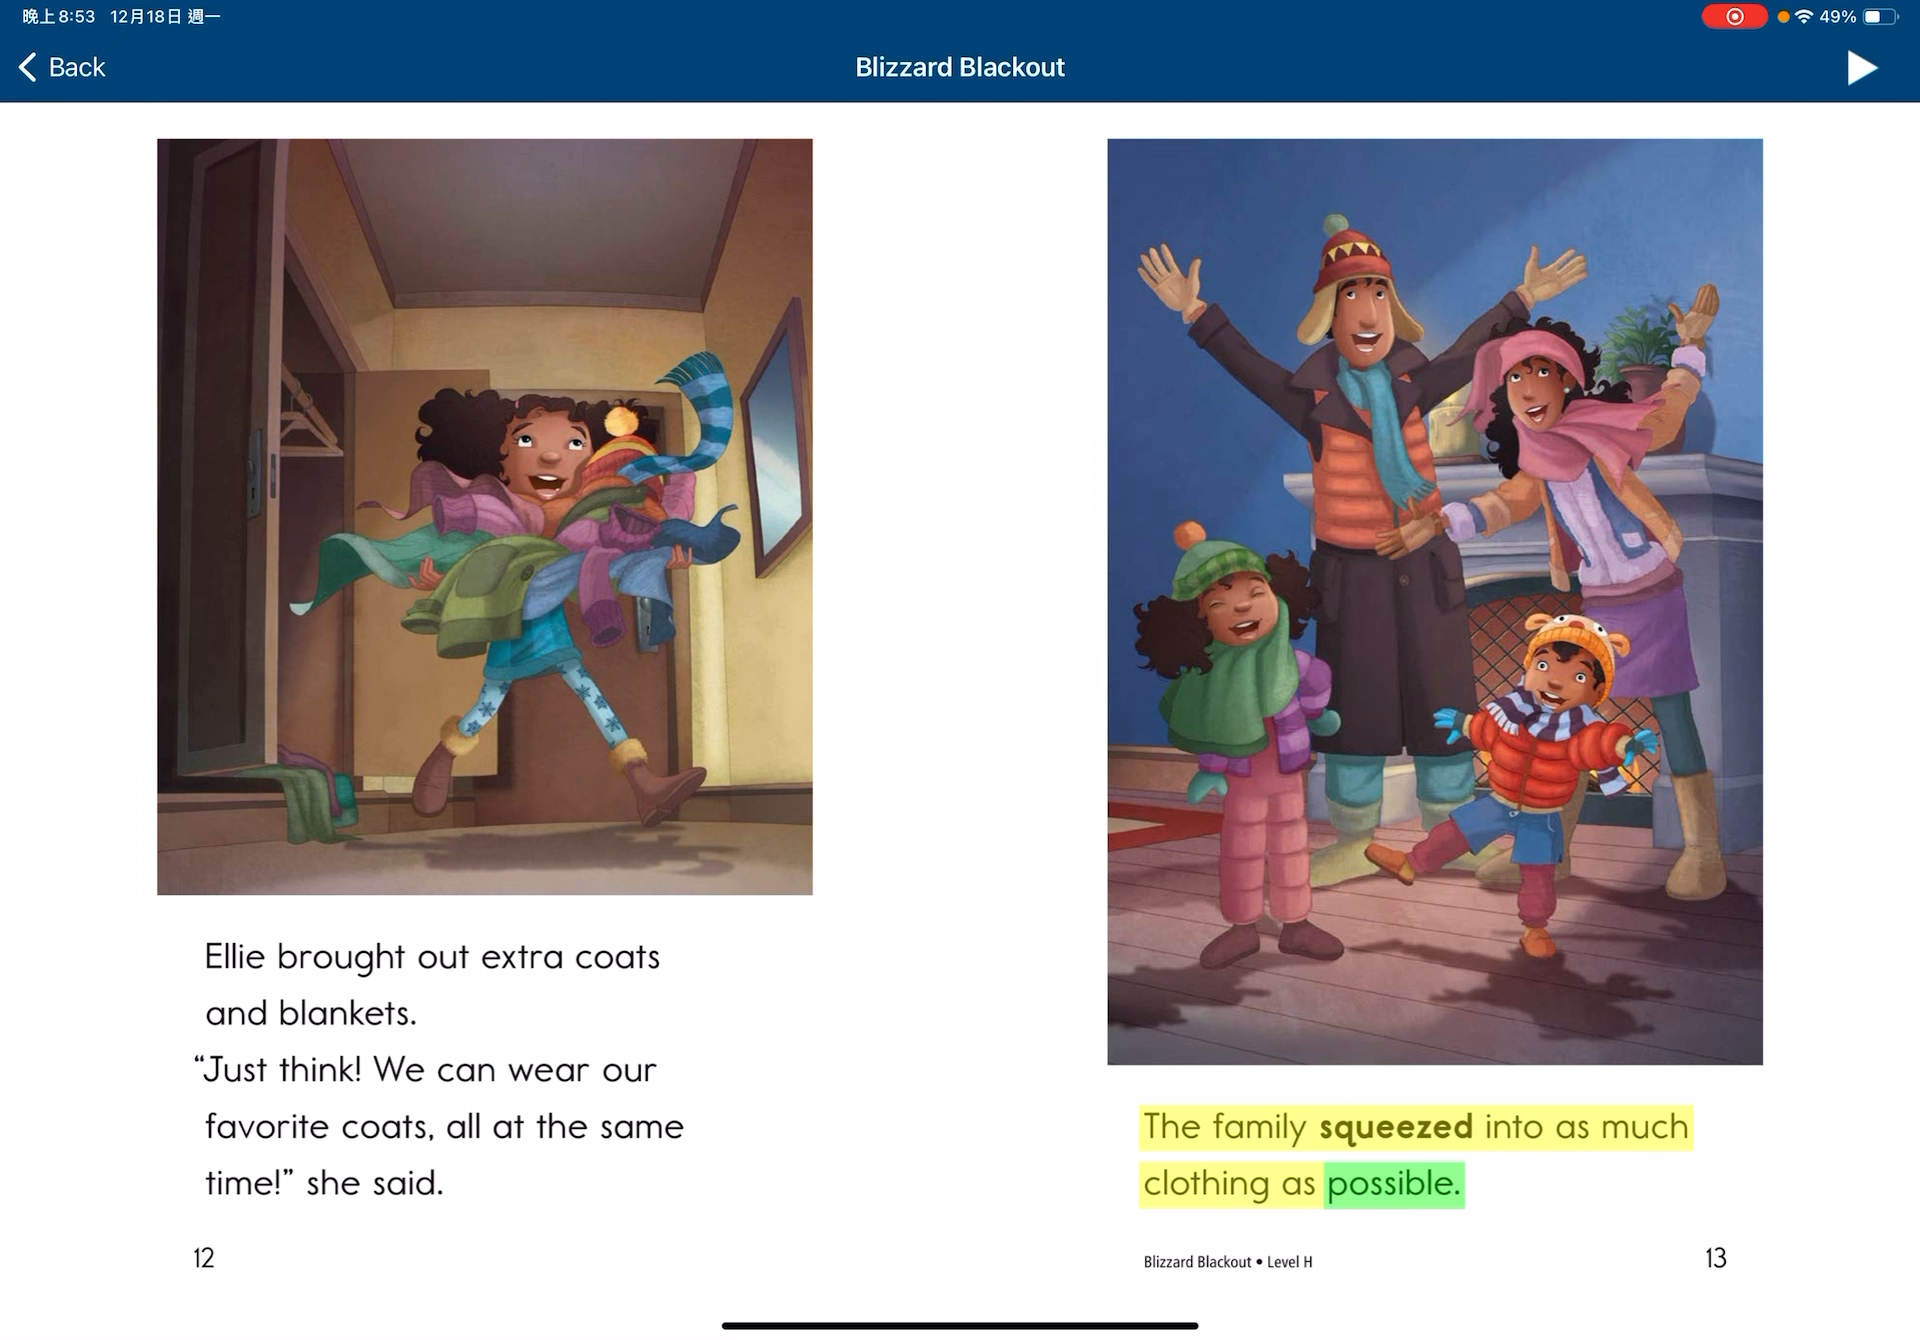 晚上8:53 12月18日 週一
49%
Back
Blizzard Blackout
Ellie brought out extra coats
and blankets.
“Just think! We can wear our
favorite coats, all at the same
time!” she said.
12
The family squeezed into as much
clothing as possible.
Blizzard Blackout • Level H
13